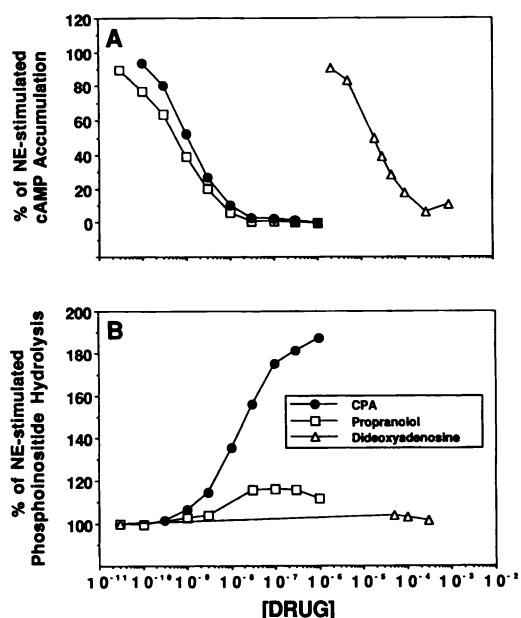 A
% of NE-stimulated
cAMP Accumulation
120
100
80
60
40
20
0
B
% of NE-stimulated
Phosphoinositide Hydrolysis
200
180
160
140
120
100
CPA
Propranolol
Dideoxyadenosine
10⁻¹¹ 10⁻¹⁰ 10⁻⁹ 10⁻⁸ 10⁻⁷ 10⁻⁶ 10⁻⁵ 10⁻⁴ 10⁻³ 10⁻²
[DRUG]